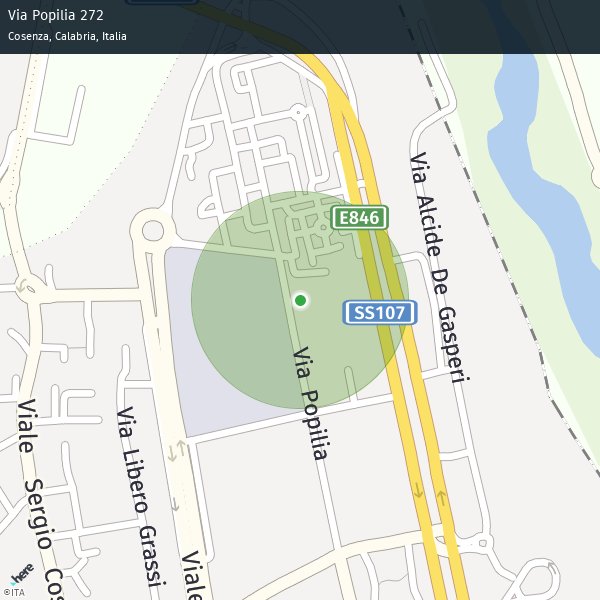 Via Popilia 272
Cosenza, Calabria, Italia
E846
Via Alcide De Gasperi
SS107
Via Popilia
Via Libero Grassi
Viale Sergio Cos
Viale
here
©ITA